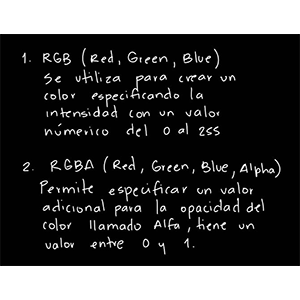 1. RGB (Red, Green, Blue)
Se utiliza para crear un
color especificando la
intensidad con un valor
númerico del 0 al 255
2. RGBA (Red, Green, Blue, Alpha)
Permite especificar un valor
adicional para la opacidad del
color llamado Alfa, tiene un
valor entre 0 y 1.